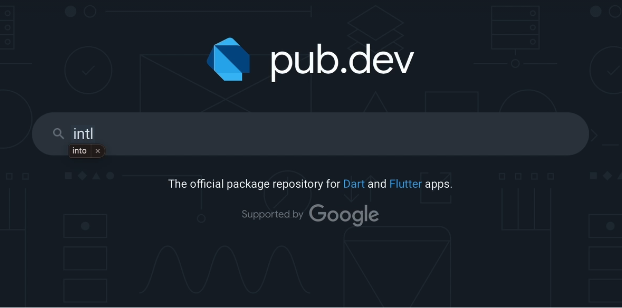 pub.dev
intl
into ×
The official package repository for Dart and Flutter apps.
Supported by Google